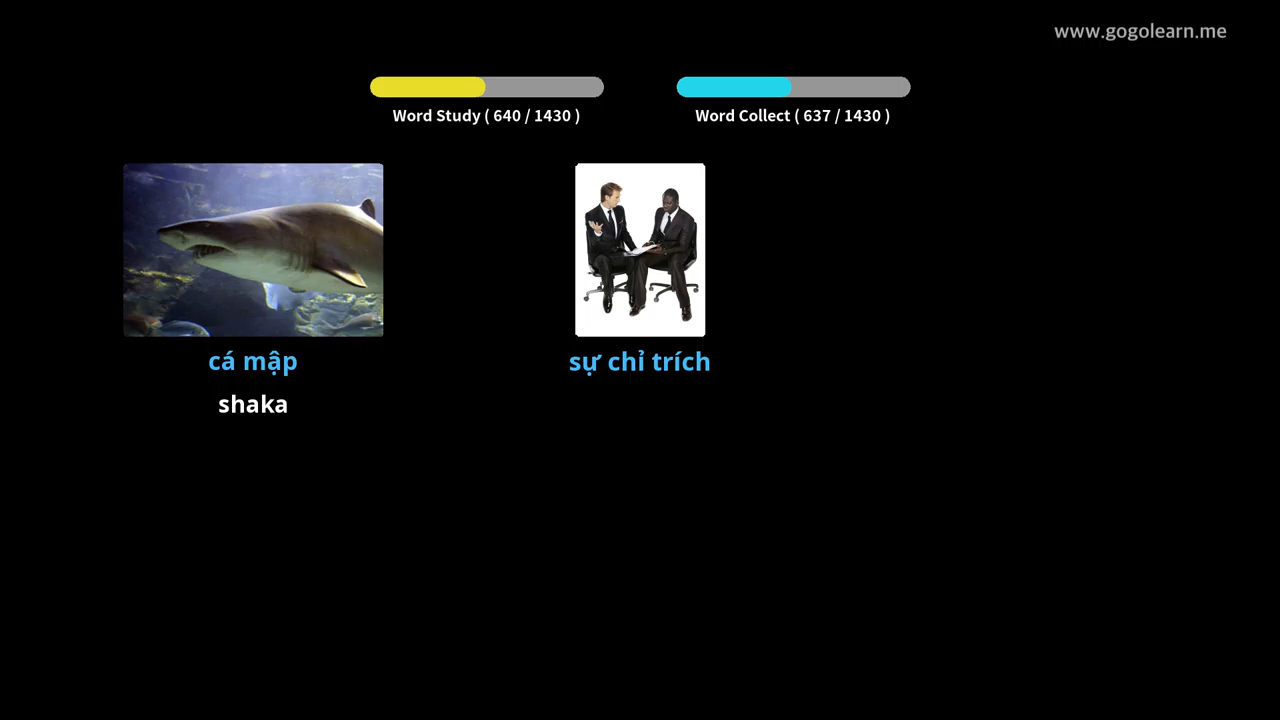 www.gogolearn.me
Word Study ( 640 / 1430 )
Word Collect ( 637 / 1430 )
cá mập
sự chỉ trích
shaka